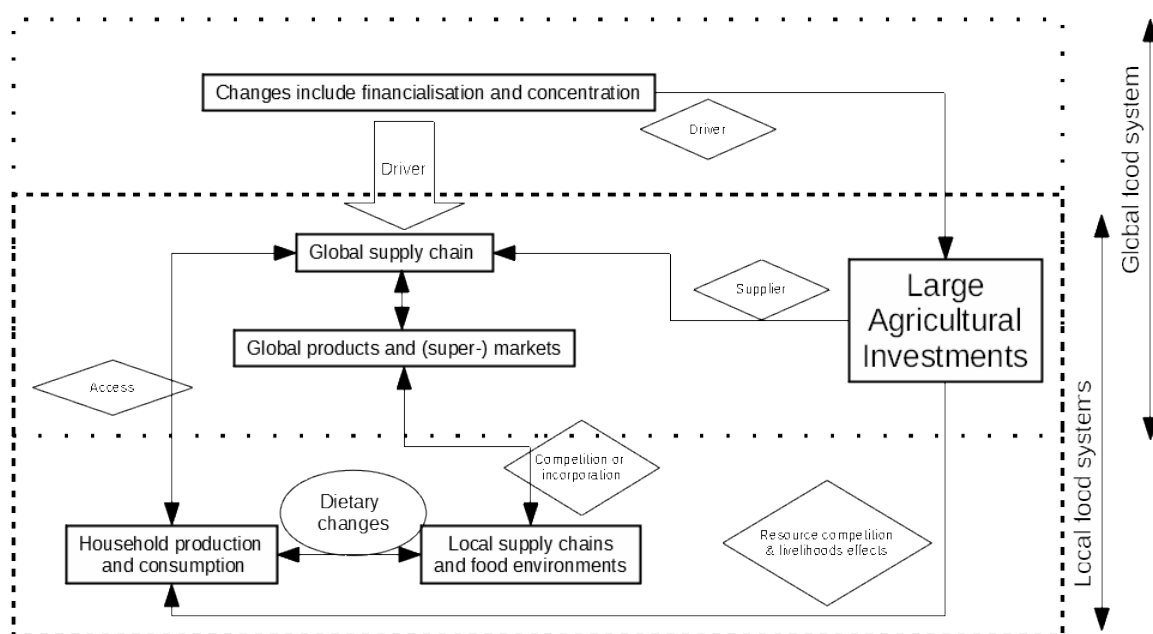 Changes include financialisation and concentration
Driver
Driver
Global supply chain
Supplier
Large
Agricultural
Investments
Global products and (super-) markets
Access
Competition or
incorporation
Dietary
changes
Household production
and consumption
Local supply chains
and food environments
Resource competition
& livelihoods effects
Global food system
Local food systems